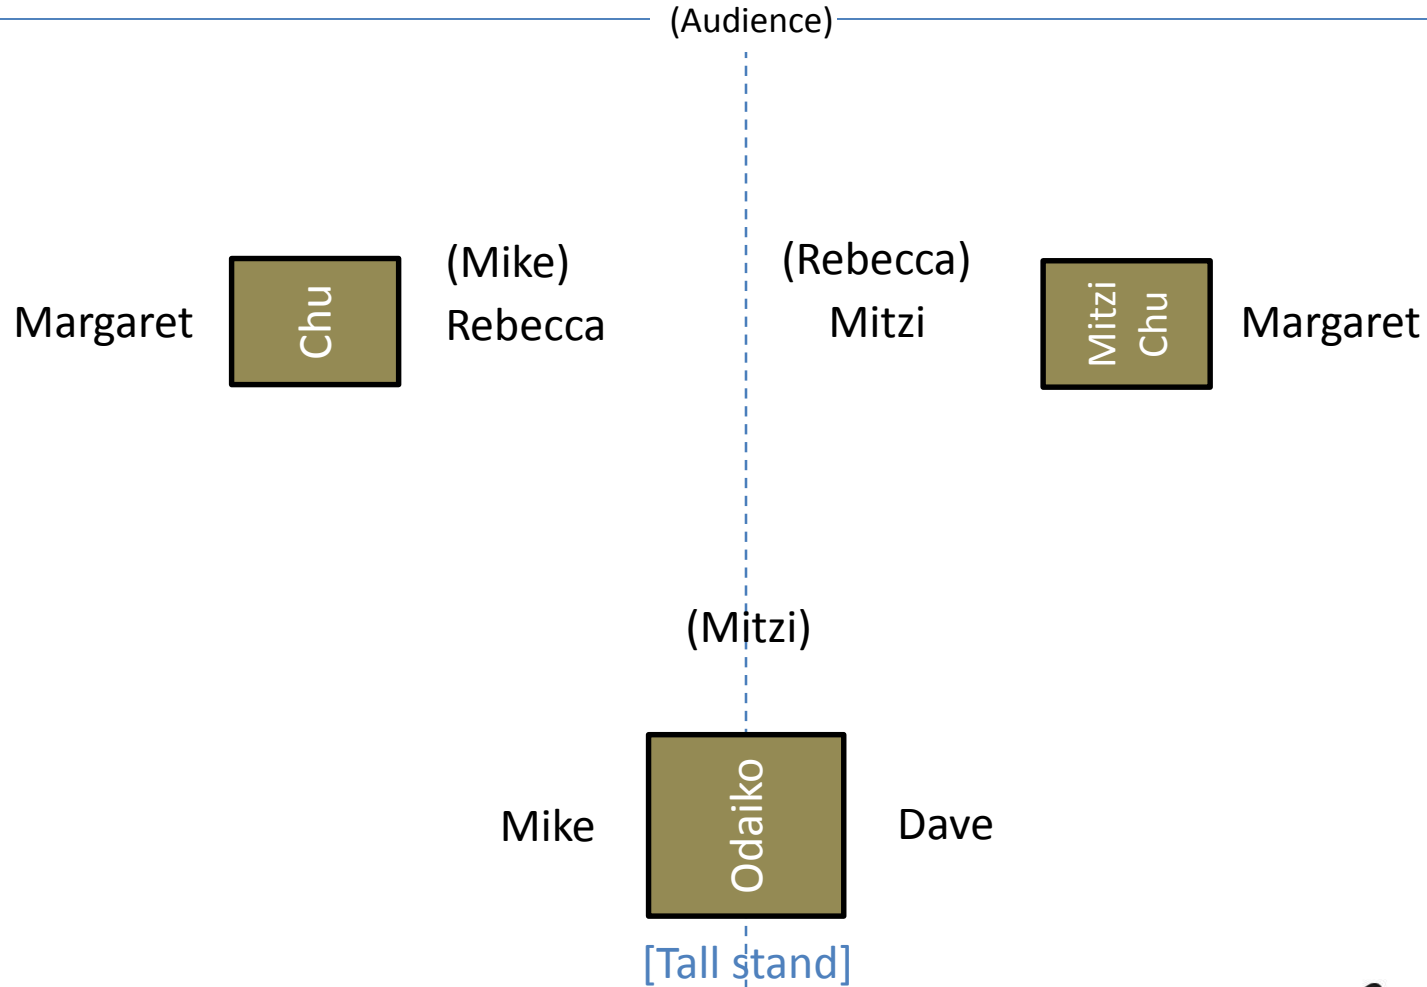 (Audience)
(Mike)
(Rebecca)
Margaret
Chu
Rebecca
Mitzi
Mitzi
Chu
Margaret
(Mitzi)
Mike
Odaiko
Dave
[Tall stand]